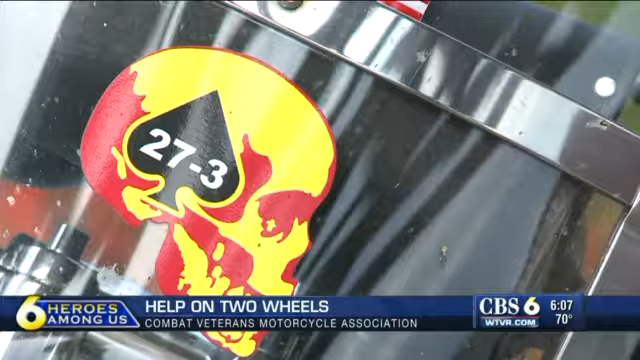 27-3
6 HEROES AMONG US
HELP ON TWO WHEELS
COMBAT VETERANS MOTORCYCLE ASSOCIATION
CBS 6
WTVR.COM
6:07
70°